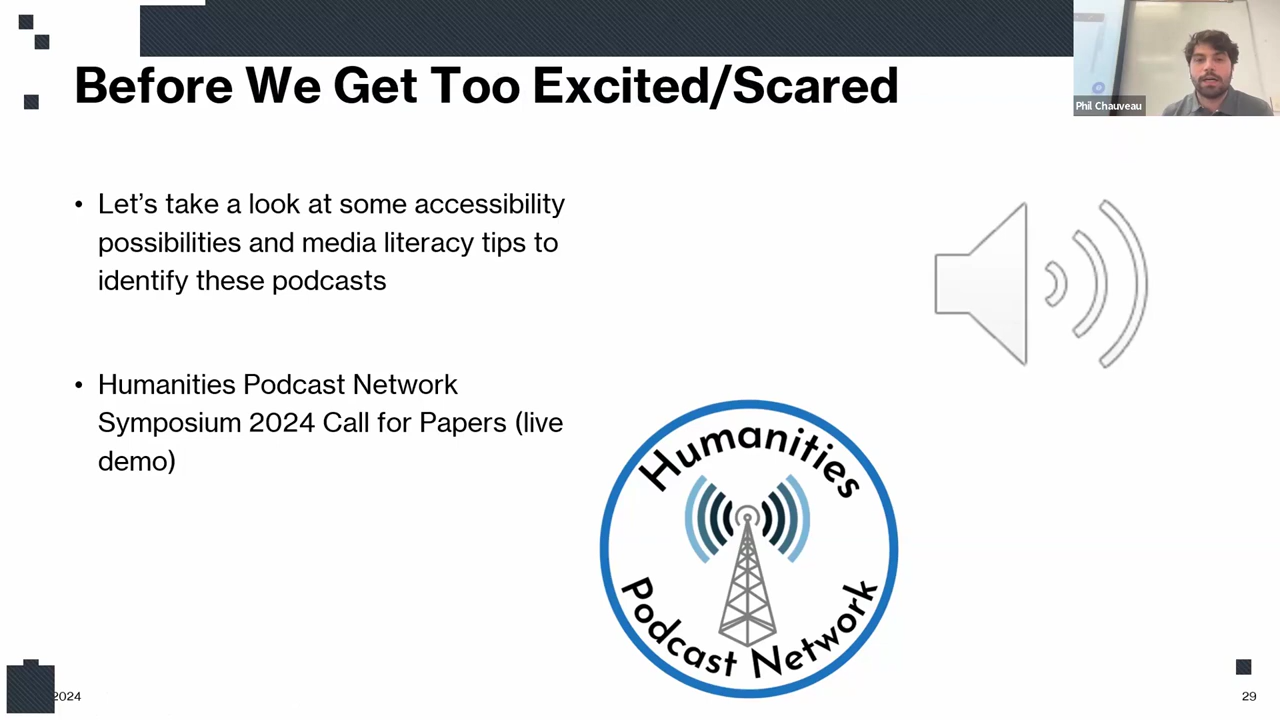 Before We Get Too Excited/Scared
Phil Chauveau
• Let’s take a look at some accessibility
possibilities and media literacy tips to
identify these podcasts
• Humanities Podcast Network
Symposium 2024 Call for Papers (live
demo)
Humanities
Podcast Network
2024
29